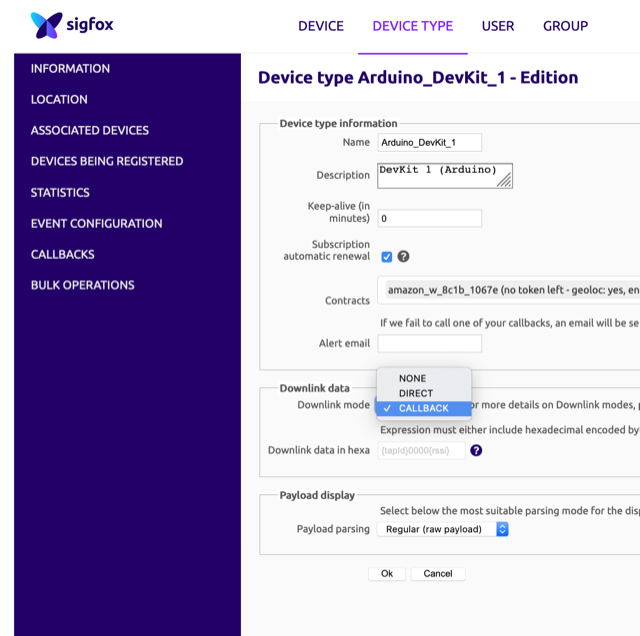 sigfox
DEVICE DEVICE TYPE USER GROUP
INFORMATION
LOCATION
ASSOCIATED DEVICES
DEVICES BEING REGISTERED
STATISTICS
EVENT CONFIGURATION
CALLBACKS
BULK OPERATIONS
Device type Arduino_DevKit_1 - Edition
Device type information
Name Arduino_DevKit_1
Description DevKit 1 (Arduino)
Keep-alive (in
minutes) 0
Subscription
automatic renewal ?
Contracts amazon_w_8c1b_1067e (no token left - geoloc: yes, en
If we fail to call one of your callbacks, an email will be se
Alert email
Downlink data
NONE
DIRECT
Downlink mode ✓ CALLBACK or more details on Downlink modes, p
Expression must either include hexadecimal encoded by
Downlink data in hexa {tapId}0000{rssi} ?
Payload display
Select below the most suitable parsing mode for the dis
Payload parsing Regular (raw payload)
Ok Cancel